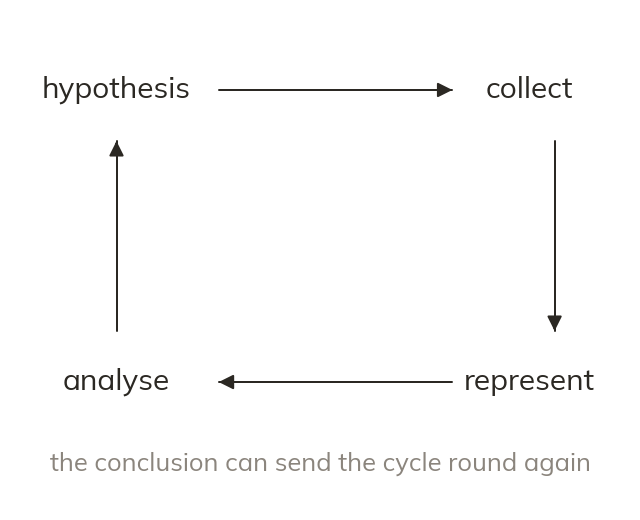 hypothesis collect
analyse represent
the conclusion can send the cycle round again